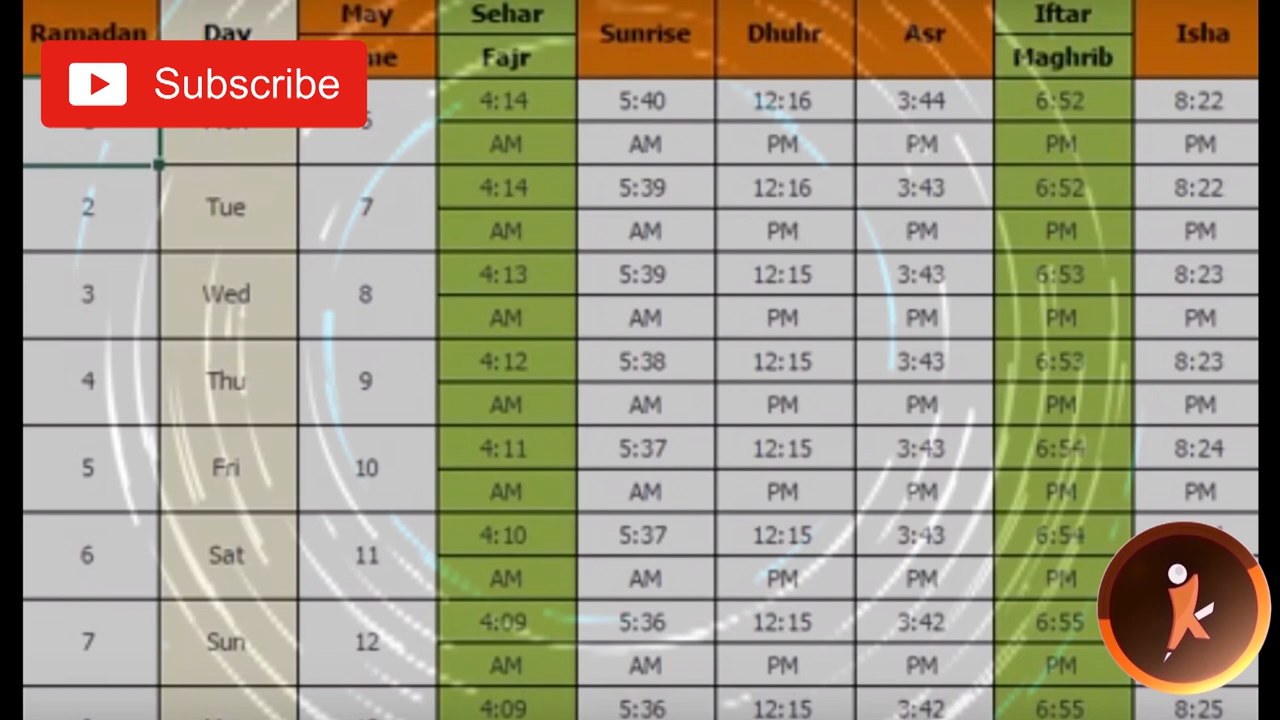 Ramadan Day May Sehar Sunrise Dhuhr Asr Iftar Isha
Fajr Maghrib
Subscribe
4:14 5:40 12:16 3:44 6:52 8:22
AM AM PM PM PM PM
2 Tue 7 4:14 5:39 12:16 3:43 6:52 8:22
AM AM PM PM PM PM
3 Wed 8 4:13 5:39 12:15 3:43 6:53 8:23
AM AM PM PM PM PM
4 Thu 9 4:12 5:38 12:15 3:43 6:53 8:23
AM AM PM PM PM PM
5 Fri 10 4:11 5:37 12:15 3:43 6:54 8:24
AM AM PM PM PM PM
6 Sat 11 4:10 5:37 12:15 3:43 6:54
AM AM PM PM PM
7 Sun 12 4:09 5:36 12:15 3:42 6:55
AM AM PM PM PM
4:09 5:36 12:15 3:42 6:55 8:25